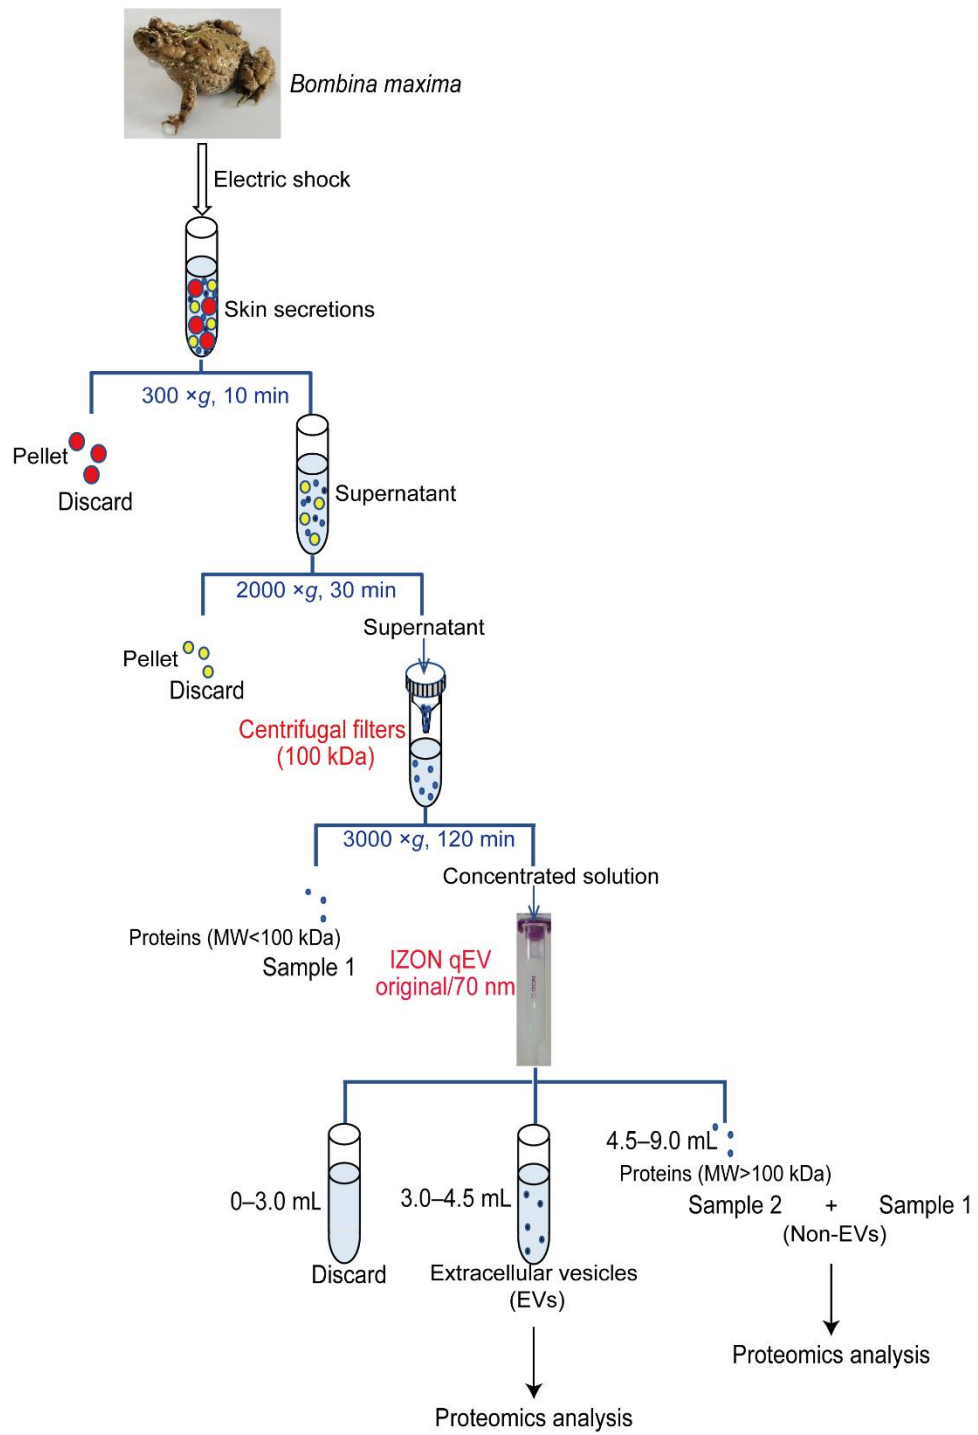 Bombina maxima
Electric shock
Skin secretions
300 ×g, 10 min
Pellet
Discard
Supernatant
2000 ×g, 30 min
Supernatant
Pellet
Discard
Centrifugal filters
(100 kDa)
3000 ×g, 120 min
Concentrated solution
Proteins (MW<100 kDa)
Sample 1
IZON qEV
original/70 nm
0–3.0 mL
Discard
3.0–4.5 mL
Extracellular vesicles
(EVs)
Proteomics analysis
4.5–9.0 mL
Proteins (MW>100 kDa)
Sample 2 + Sample 1
(Non-EVs)
Proteomics analysis